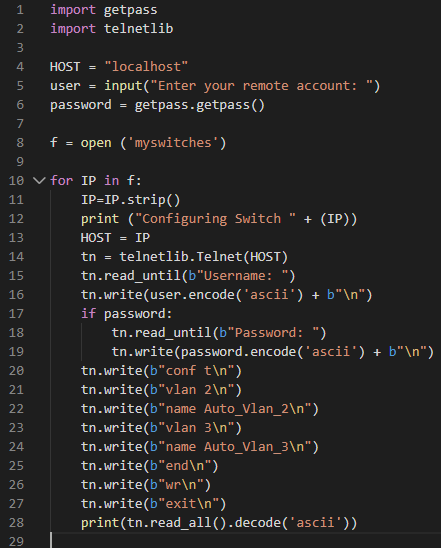 1 import getpass
2 import telnetlib
3
4 HOST = "localhost"
5 user = input("Enter your remote account: ")
6 password = getpass.getpass()
7
8 f = open ('myswitches')
9
10 for IP in f:
11     IP=IP.strip()
12     print ("Configuring Switch " + (IP))
13     HOST = IP
14     tn = telnetlib.Telnet(HOST)
15     tn.read_until(b"Username: ")
16     tn.write(user.encode('ascii') + b"\n")
17     if password:
18         tn.read_until(b"Password: ")
19         tn.write(password.encode('ascii') + b"\n")
20     tn.write(b"conf t\n")
21     tn.write(b"vlan 2\n")
22     tn.write(b"name Auto_Vlan_2\n")
23     tn.write(b"vlan 3\n")
24     tn.write(b"name Auto_Vlan_3\n")
25     tn.write(b"end\n")
26     tn.write(b"wr\n")
27     tn.write(b"exit\n")
28     print(tn.read_all().decode('ascii'))
29